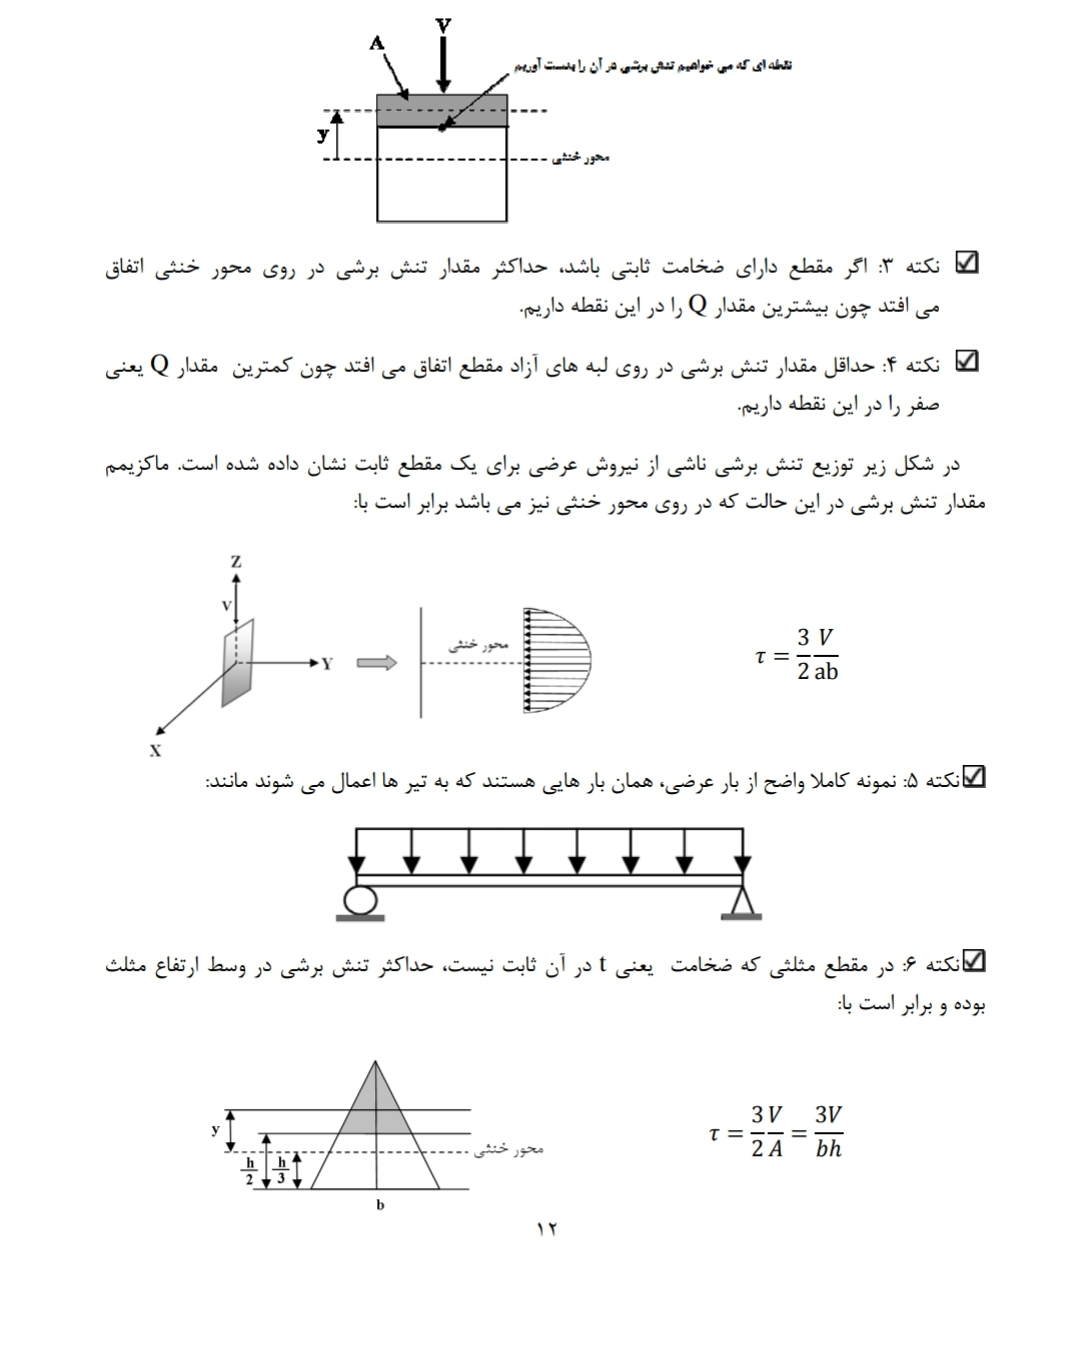 V
A
نقطه ای که می خواهیم تنش برشی در آن را بدست آوریم
y
محور خنثی
نکته ۳: اگر مقطع دارای ضخامت ثابتی باشد، حداکثر مقدار تنش برشی در روی محور خنثی اتفاق
می افتد چون بیشترین مقدار Q را در این نقطه داریم.
نکته ۴: حداقل مقدار تنش برشی در روی لبه های آزاد مقطع اتفاق می افتد چون کمترین مقدار Q یعنی
صفر را در این نقطه داریم.
در شکل زیر توزیع تنش برشی ناشی از نیروش عرضی برای یک مقطع ثابت نشان داده شده است. ماکزیمم
مقدار تنش برشی در این حالت که در روی محور خنثی نیز می باشد برابر است با:
Z
V
Y
X
محور خنثی
τ = 3/2 V/ab
نکته ۵: نمونه کاملا واضح از بار عرضی، همان بار هایی هستند که به تیر ها اعمال می شوند مانند:
نکته ۶: در مقطع مثلثی که ضخامت یعنی t در آن ثابت نیست، حداکثر تنش برشی در وسط ارتفاع مثلث
بوده و برابر است با:
y
h/2
h/3
محور خنثی
b
τ = 3/2 V/A = 3V/bh
۱۲